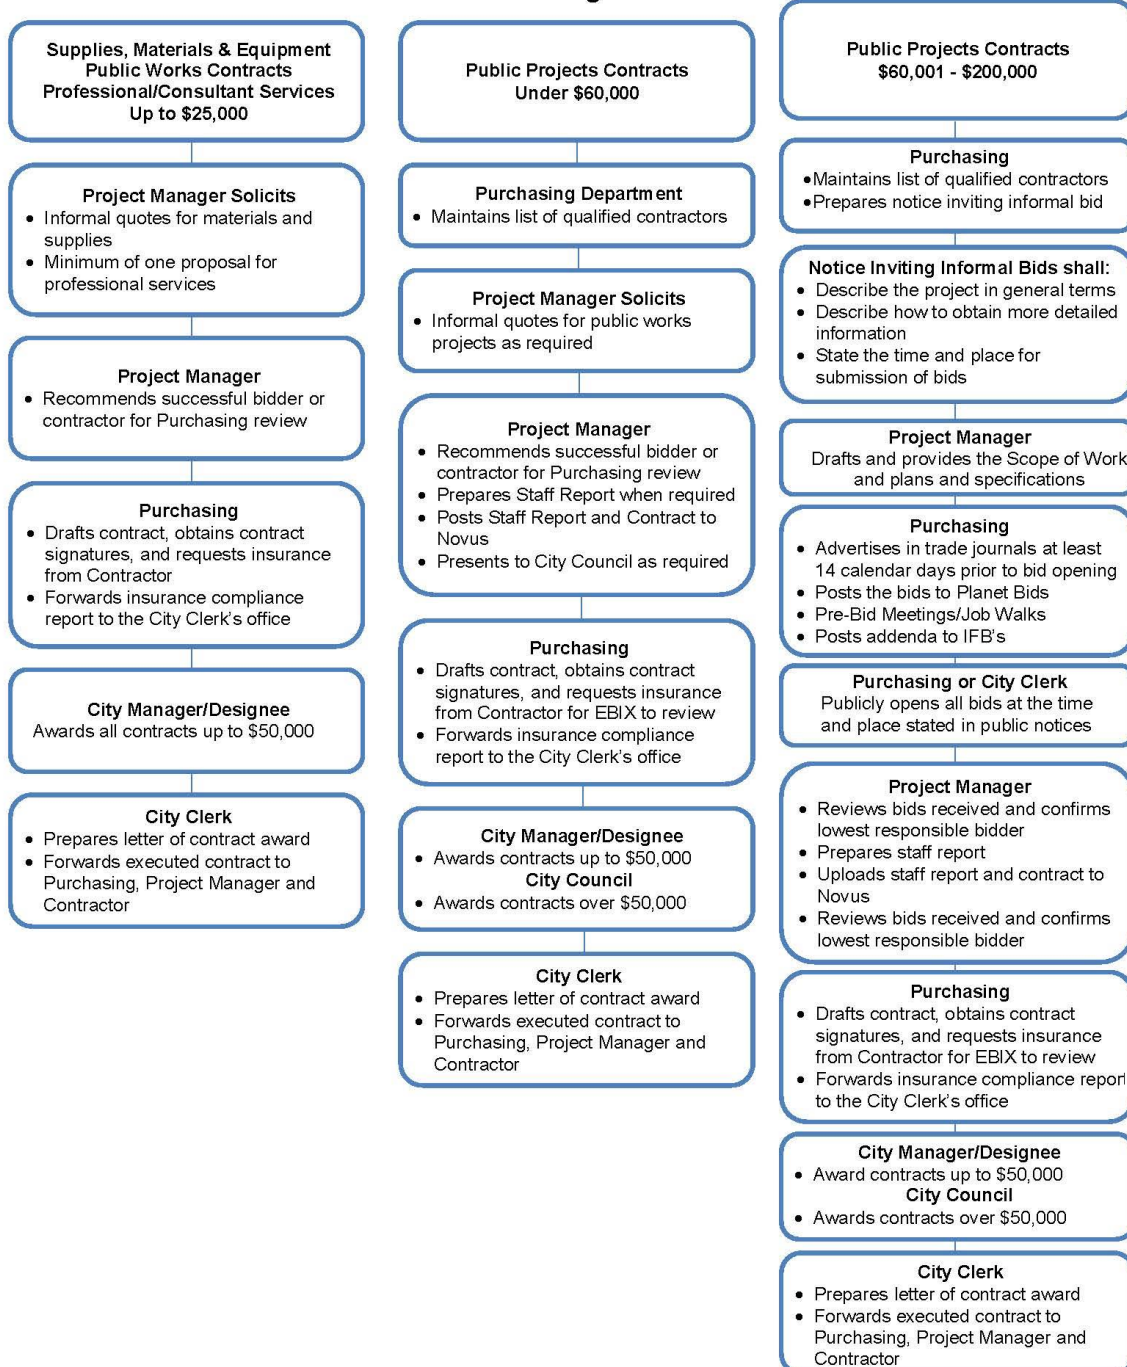 Supplies, Materials & Equipment
Public Works Contracts
Professional/Consultant Services
Up to $25,000
Project Manager Solicits
• Informal quotes for materials and
supplies
• Minimum of one proposal for
professional services
Project Manager
• Recommends successful bidder or
contractor for Purchasing review
Purchasing
• Drafts contract, obtains contract
signatures, and requests insurance
from Contractor
• Forwards insurance compliance
report to the City Clerk's office
City Manager/Designee
Awards all contracts up to $50,000
City Clerk
• Prepares letter of contract award
• Forwards executed contract to
Purchasing, Project Manager and
Contractor
Public Projects Contracts
Under $60,000
Purchasing Department
• Maintains list of qualified contractors
Project Manager Solicits
• Informal quotes for public works
projects as required
Project Manager
• Recommends successful bidder or
contractor for Purchasing review
• Prepares Staff Report when required
• Posts Staff Report and Contract to
Novus
• Presents to City Council as required
Purchasing
• Drafts contract, obtains contract
signatures, and requests insurance
from Contractor for EBIX to review
• Forwards insurance compliance
report to the City Clerk's office
City Manager/Designee
• Awards contracts up to $50,000
City Council
• Awards contracts over $50,000
City Clerk
• Prepares letter of contract award
• Forwards executed contract to
Purchasing, Project Manager and
Contractor
Public Projects Contracts
$60,001 - $200,000
Purchasing
•Maintains list of qualified contractors
•Prepares notice inviting informal bid
Notice Inviting Informal Bids shall:
• Describe the project in general terms
• Describe how to obtain more detailed
information
• State the time and place for
submission of bids
Project Manager
Drafts and provides the Scope of Work
and plans and specifications
Purchasing
• Advertises in trade journals at least
14 calendar days prior to bid opening
• Posts the bids to Planet Bids
• Pre-Bid Meetings/Job Walks
• Posts addenda to IFB's
Purchasing or City Clerk
Publicly opens all bids at the time
and place stated in public notices
Project Manager
• Reviews bids received and confirms
lowest responsible bidder
• Prepares staff report
• Uploads staff report and contract to
Novus
• Reviews bids received and confirms
lowest responsible bidder
Purchasing
• Drafts contract, obtains contract
signatures, and requests insurance
from Contractor for EBIX to review
• Forwards insurance compliance report
to the City Clerk's office
City Manager/Designee
• Award contracts up to $50,000
City Council
• Awards contracts over $50,000
City Clerk
• Prepares letter of contract award
• Forwards executed contract to
Purchasing, Project Manager and
Contractor